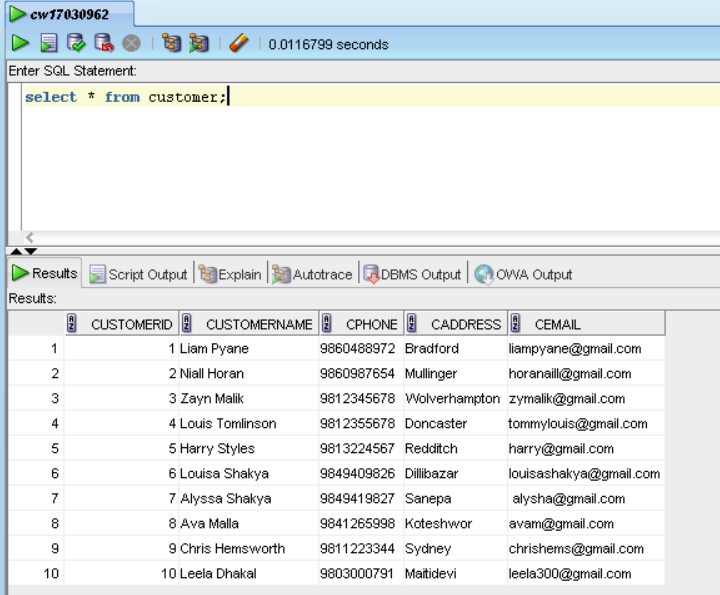 cw17030962
0.0116799 seconds
Enter SQL Statement:
select * from customer;
Results Script Output Explain Autotrace DBMS Output OWA Output
Results:
CUSTOMERID CUSTOMERNAME CPHONE CADDRESS CEMAIL
1 1 Liam Pyane 9860488972 Bradford liampyane@gmail.com
2 2 Niall Horan 9860987654 Mullinger horanaill@gmail.com
3 3 Zayn Malik 9812345678 Wolverhampton zymalik@gmail.com
4 4 Louis Tomlinson 9812355678 Doncaster tommylouis@gmail.com
5 5 Harry Styles 9813224567 Redditch harry@gmail.com
6 6 Louisa Shakya 9849409826 Dillibazar louisashakya@gmail.com
7 7 Alyssa Shakya 9849419827 Sanepa alysha@gmail.com
8 8 Ava Malla 9841265998 Koteshwor avam@gmail.com
9 9 Chris Hemsworth 9811223344 Sydney chrishems@gmail.com
10 10 Leela Dhakal 9803000791 Maitidevi leela300@gmail.com